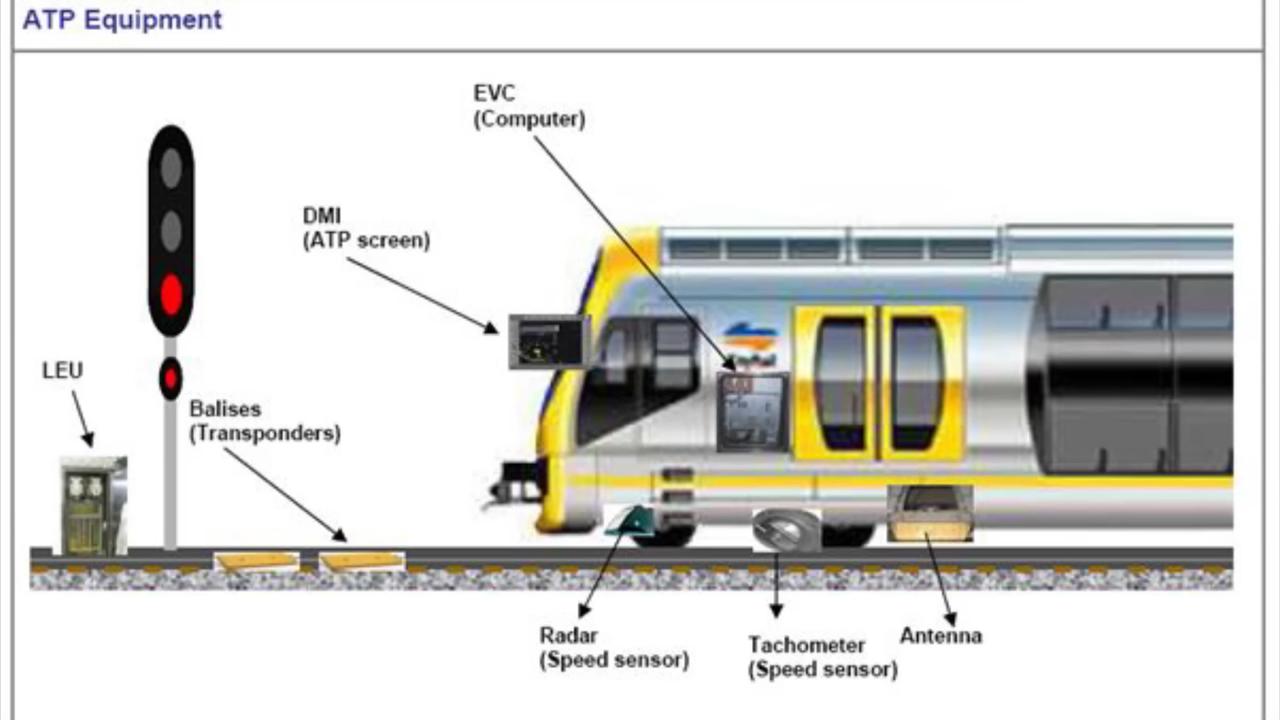 ATP Equipment
EVC
(Computer)
DMI
(ATP screen)
LEU
Balises
(Transponders)
Radar
(Speed sensor)
Tachometer
(Speed sensor)
Antenna